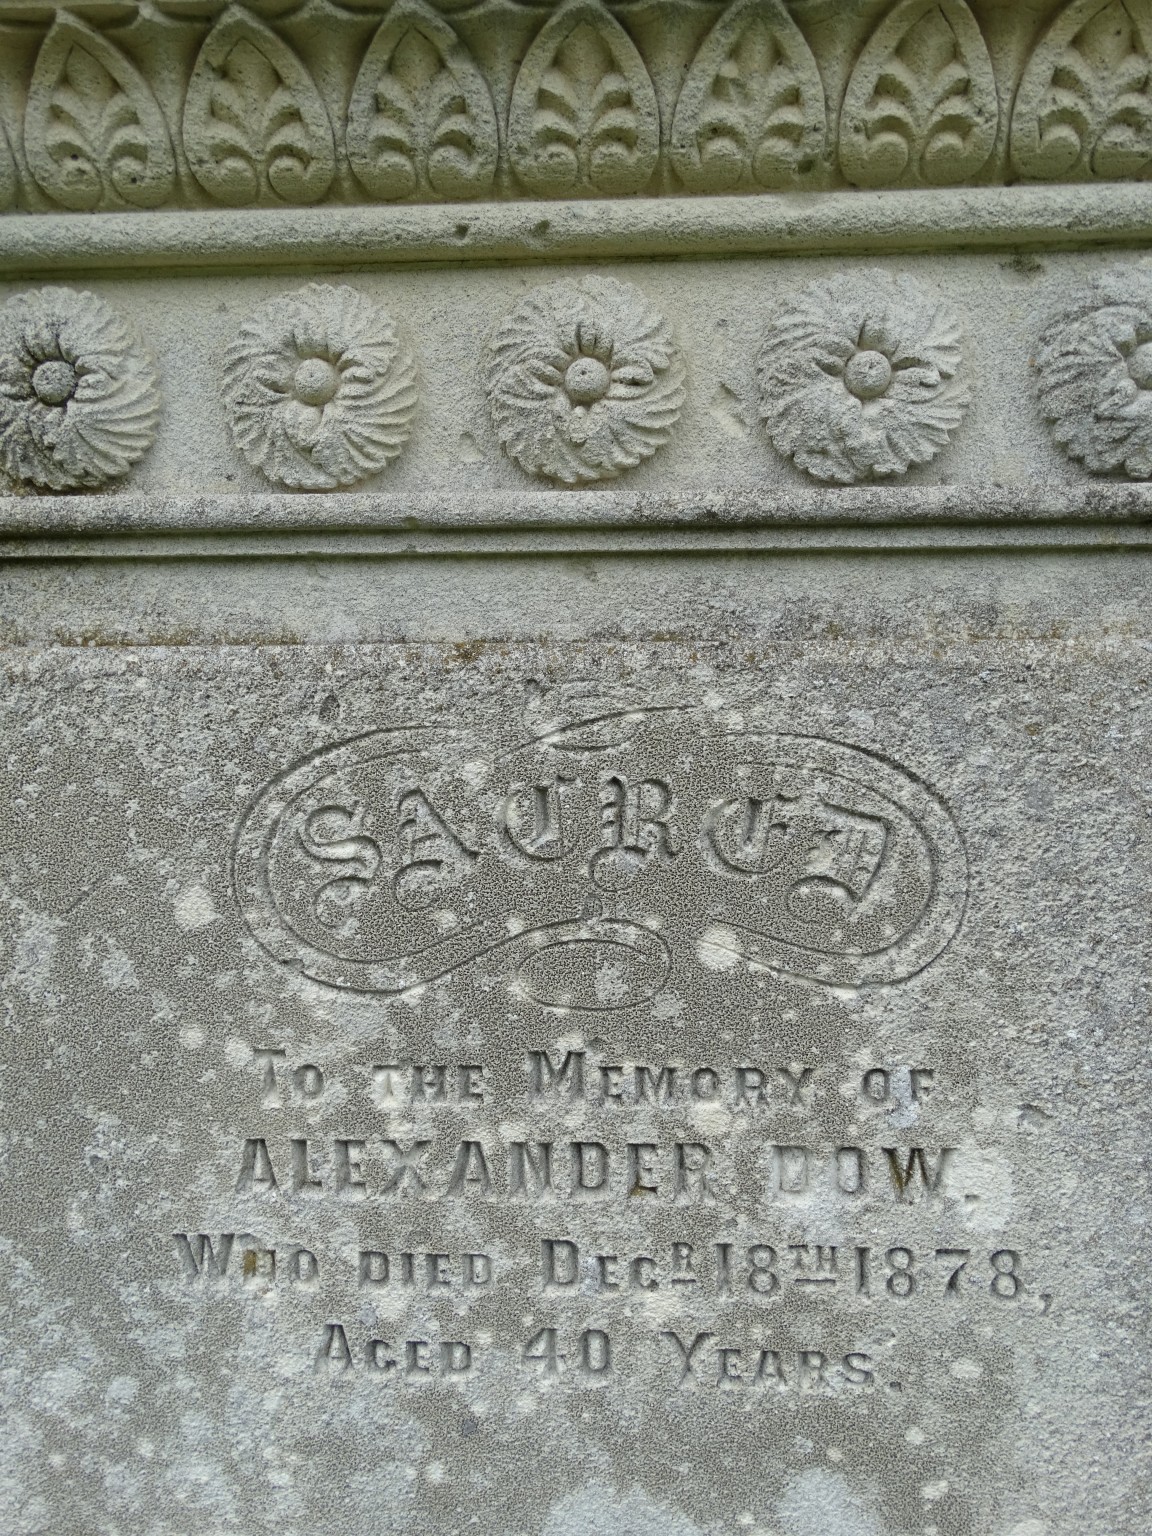 SACRED
TO THE MEMORY OF
ALEXANDER DOW.
WHO DIED DECR 18TH 1878,
AGED 40 YEARS.